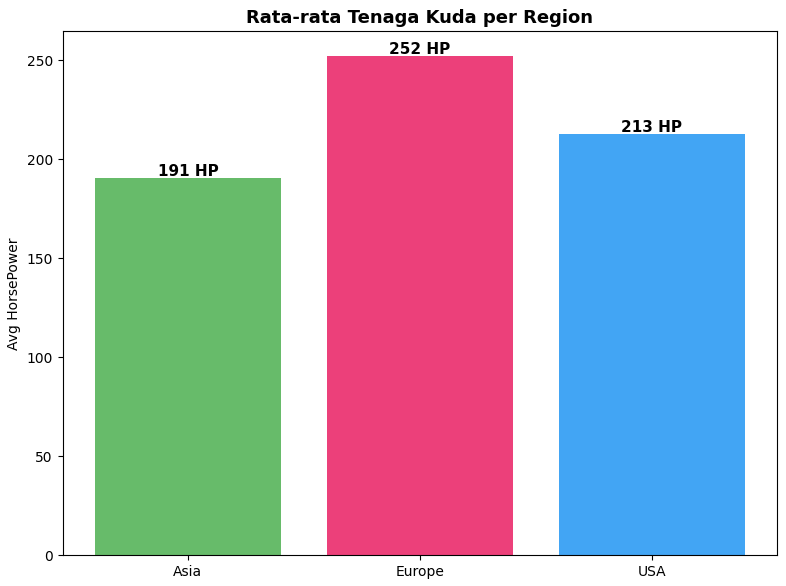 Rata-rata Tenaga Kuda per Region
Avg HorsePower
250
200
150
100
50
0
191 HP
252 HP
213 HP
Asia
Europe
USA